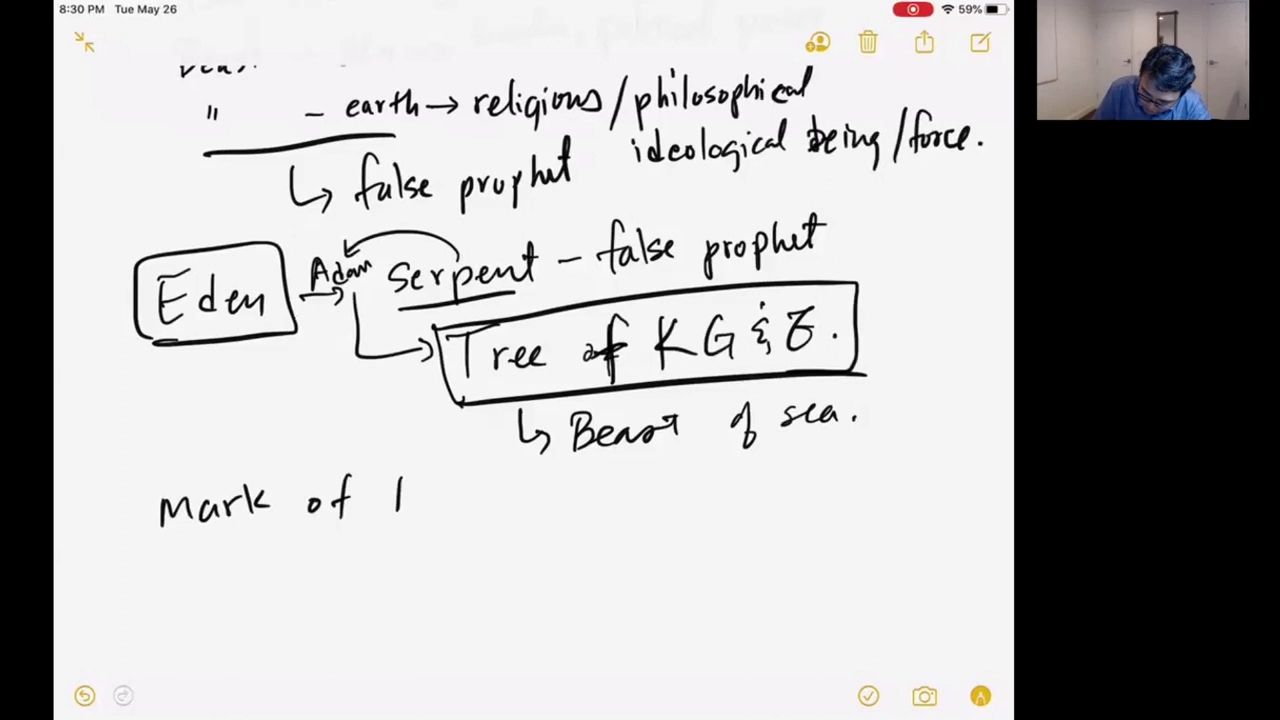 8:30 PM Tue May 26 59%
" - earth → religious/philosophical
ideological being/force.
↳ false prophet
Eden → Adam serpent - false prophet
Tree of K G & E.
↳ Beast of sea.
Mark of